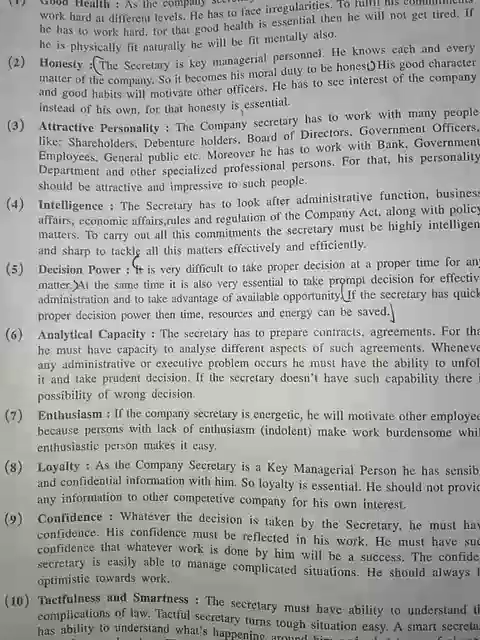 (1) Good Health : As the company
work hard at different levels. He has to face irregularities. To fulfil his commitments
he has to work hard, for that good health is essential then he will not get tired. If
he is physically fit naturally he will be fit mentally also.
(2) Honesty : The Secretary is key managerial personnel. He knows each and every
matter of the company. So it becomes his moral duty to be honest. His good character
and good habits will motivate other officers. He has to see interest of the company
instead of his own, for that honesty is essential.
(3) Attractive Personality : The Company secretary has to work with many people
like: Shareholders, Debenture holders, Board of Directors, Government Officers,
Employees, General public etc. Moreover he has to work with Bank, Government
Department and other specialized professional persons. For that, his personality
should be attractive and impressive to such people.
(4) Intelligence : The Secretary has to look after administrative function, busines
affairs, economic affairs,rules and regulation of the Company Act, along with policy
matters. To carry out all this commitments the secretary must be highly intelligen
and sharp to tackle all this matters effectively and efficiently.
(5) Decision Power : It is very difficult to take proper decision at a proper time for any
matter. At the same time it is also very essential to take prompt decision for effectiv
administration and to take advantage of available opportunity. If the secretary has quick
proper decision power then time, resources and energy can be saved.
(6) Analytical Capacity : The secretary has to prepare contracts, agreements. For tha
he must have capacity to analyse different aspects of such agreements. Wheneve
any administrative or executive problem occurs he must have the ability to unfol
it and take prudent decision. If the secretary doesn't have such capability there i
possibility of wrong decision.
(7) Enthusiasm : If the company secretary is energetic, he will motivate other employee
because persons with lack of enthusiasm (indolent) make work burdensome whil
enthusiastic person makes it easy.
(8) Loyalty : As the Company Secretary is a Key Managerial Person he has sensib
and confidential information with him. So loyalty is essential. He should not provid
any information to other competetive company for his own interest.
(9) Confidence : Whatever the decision is taken by the Secretary, he must hav
confidence. His confidence must be reflected in his work. He must have suc
confidence that whatever work is done by him will be a success. The confide
secretary is easily able to manage complicated situations. He should always
optimistic towards work.
(10) Tactfulness and Smartness : The secretary must have ability to understand t
complications of law. Tactful secretary turns tough situation easy. A smart secreta
has ability to understand what's happening around him